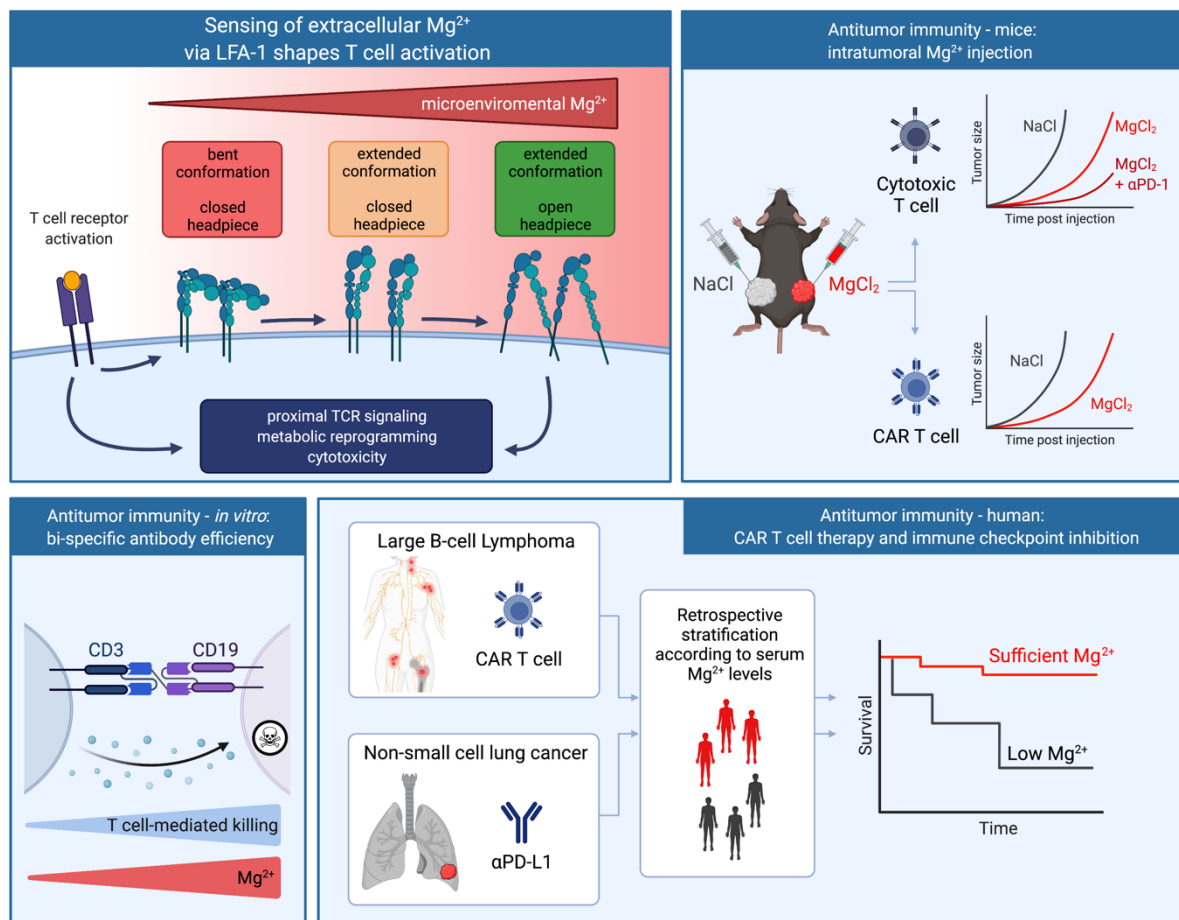 Sensing of extracellular Mg²⁺
via LFA-1 shapes T cell activation
microenviromental Mg²⁺
bent
conformation
closed
headpiece
extended
conformation
closed
headpiece
extended
conformation
open
headpiece
T cell receptor
activation
proximal TCR signaling
metabolic reprogramming
cytotoxicity
Antitumor immunity - mice:
intratumoral Mg²⁺ injection
NaCl
MgCl₂
Cytotoxic
T cell
Tumor size
NaCl
MgCl₂
MgCl₂
+ αPD-1
Time post injection
CAR T cell
Tumor size
NaCl
MgCl₂
Time post injection
Antitumor immunity - in vitro:
bi-specific antibody efficiency
CD3
CD19
T cell-mediated killing
Mg²⁺
Antitumor immunity - human:
CAR T cell therapy and immune checkpoint inhibition
Large B-cell Lymphoma
CAR T cell
Non-small cell lung cancer
αPD-L1
Retrospective
stratification
according to serum
Mg²⁺ levels
Survival
Sufficient Mg²⁺
Low Mg²⁺
Time